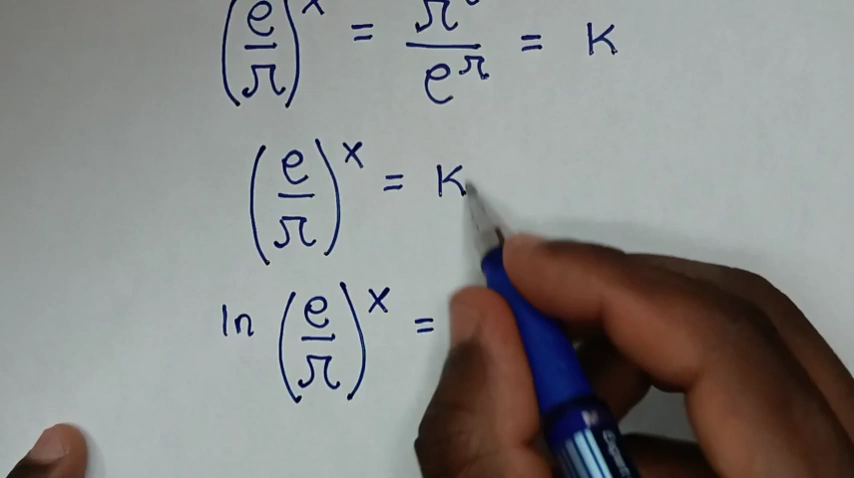 (e/π)^x = π^e/e^π = K
(e/π)^x = K
ln (e/π)^x =